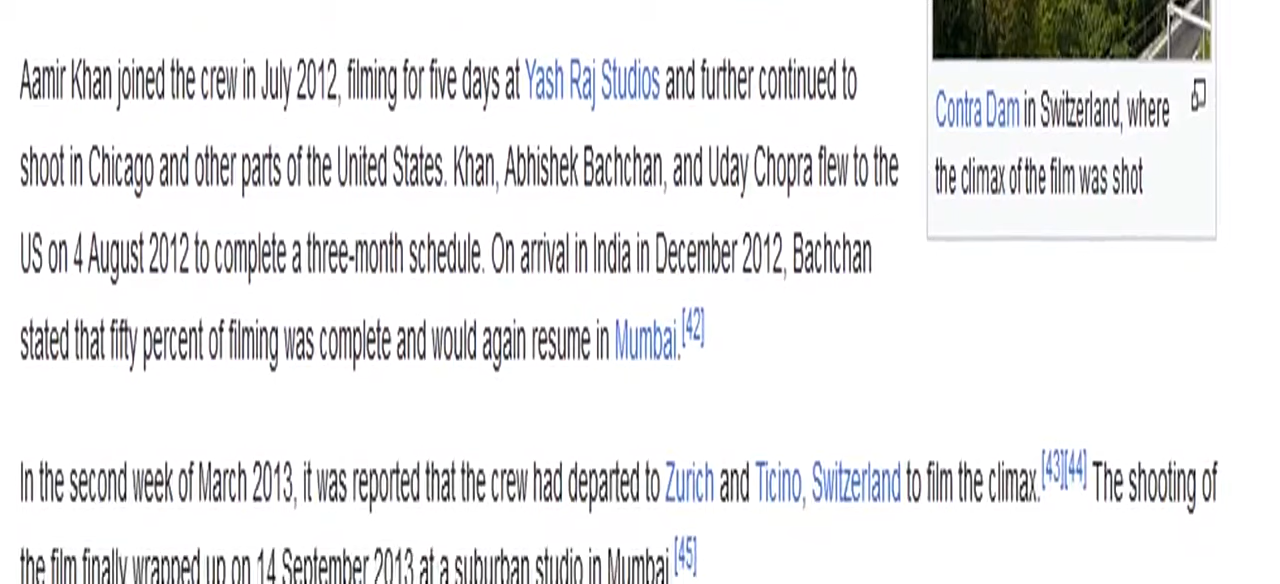 Aamir Khan joined the crew in July 2012, filming for five days at Yash Raj Studios and further continued to
shoot in Chicago and other parts of the United States. Khan, Abhishek Bachchan, and Uday Chopra flew to the
US on 4 August 2012 to complete a three-month schedule. On arrival in India in December 2012, Bachchan
stated that fifty percent of filming was complete and would again resume in Mumbai.[42]
Contra Dam in Switzerland, where
the climax of the film was shot
In the second week of March 2013, it was reported that the crew had departed to Zurich and Ticino, Switzerland to film the climax.[43][44] The shooting of
the film finally wrapped up on 14 September 2013 at a suburban studio in Mumbai.[45]